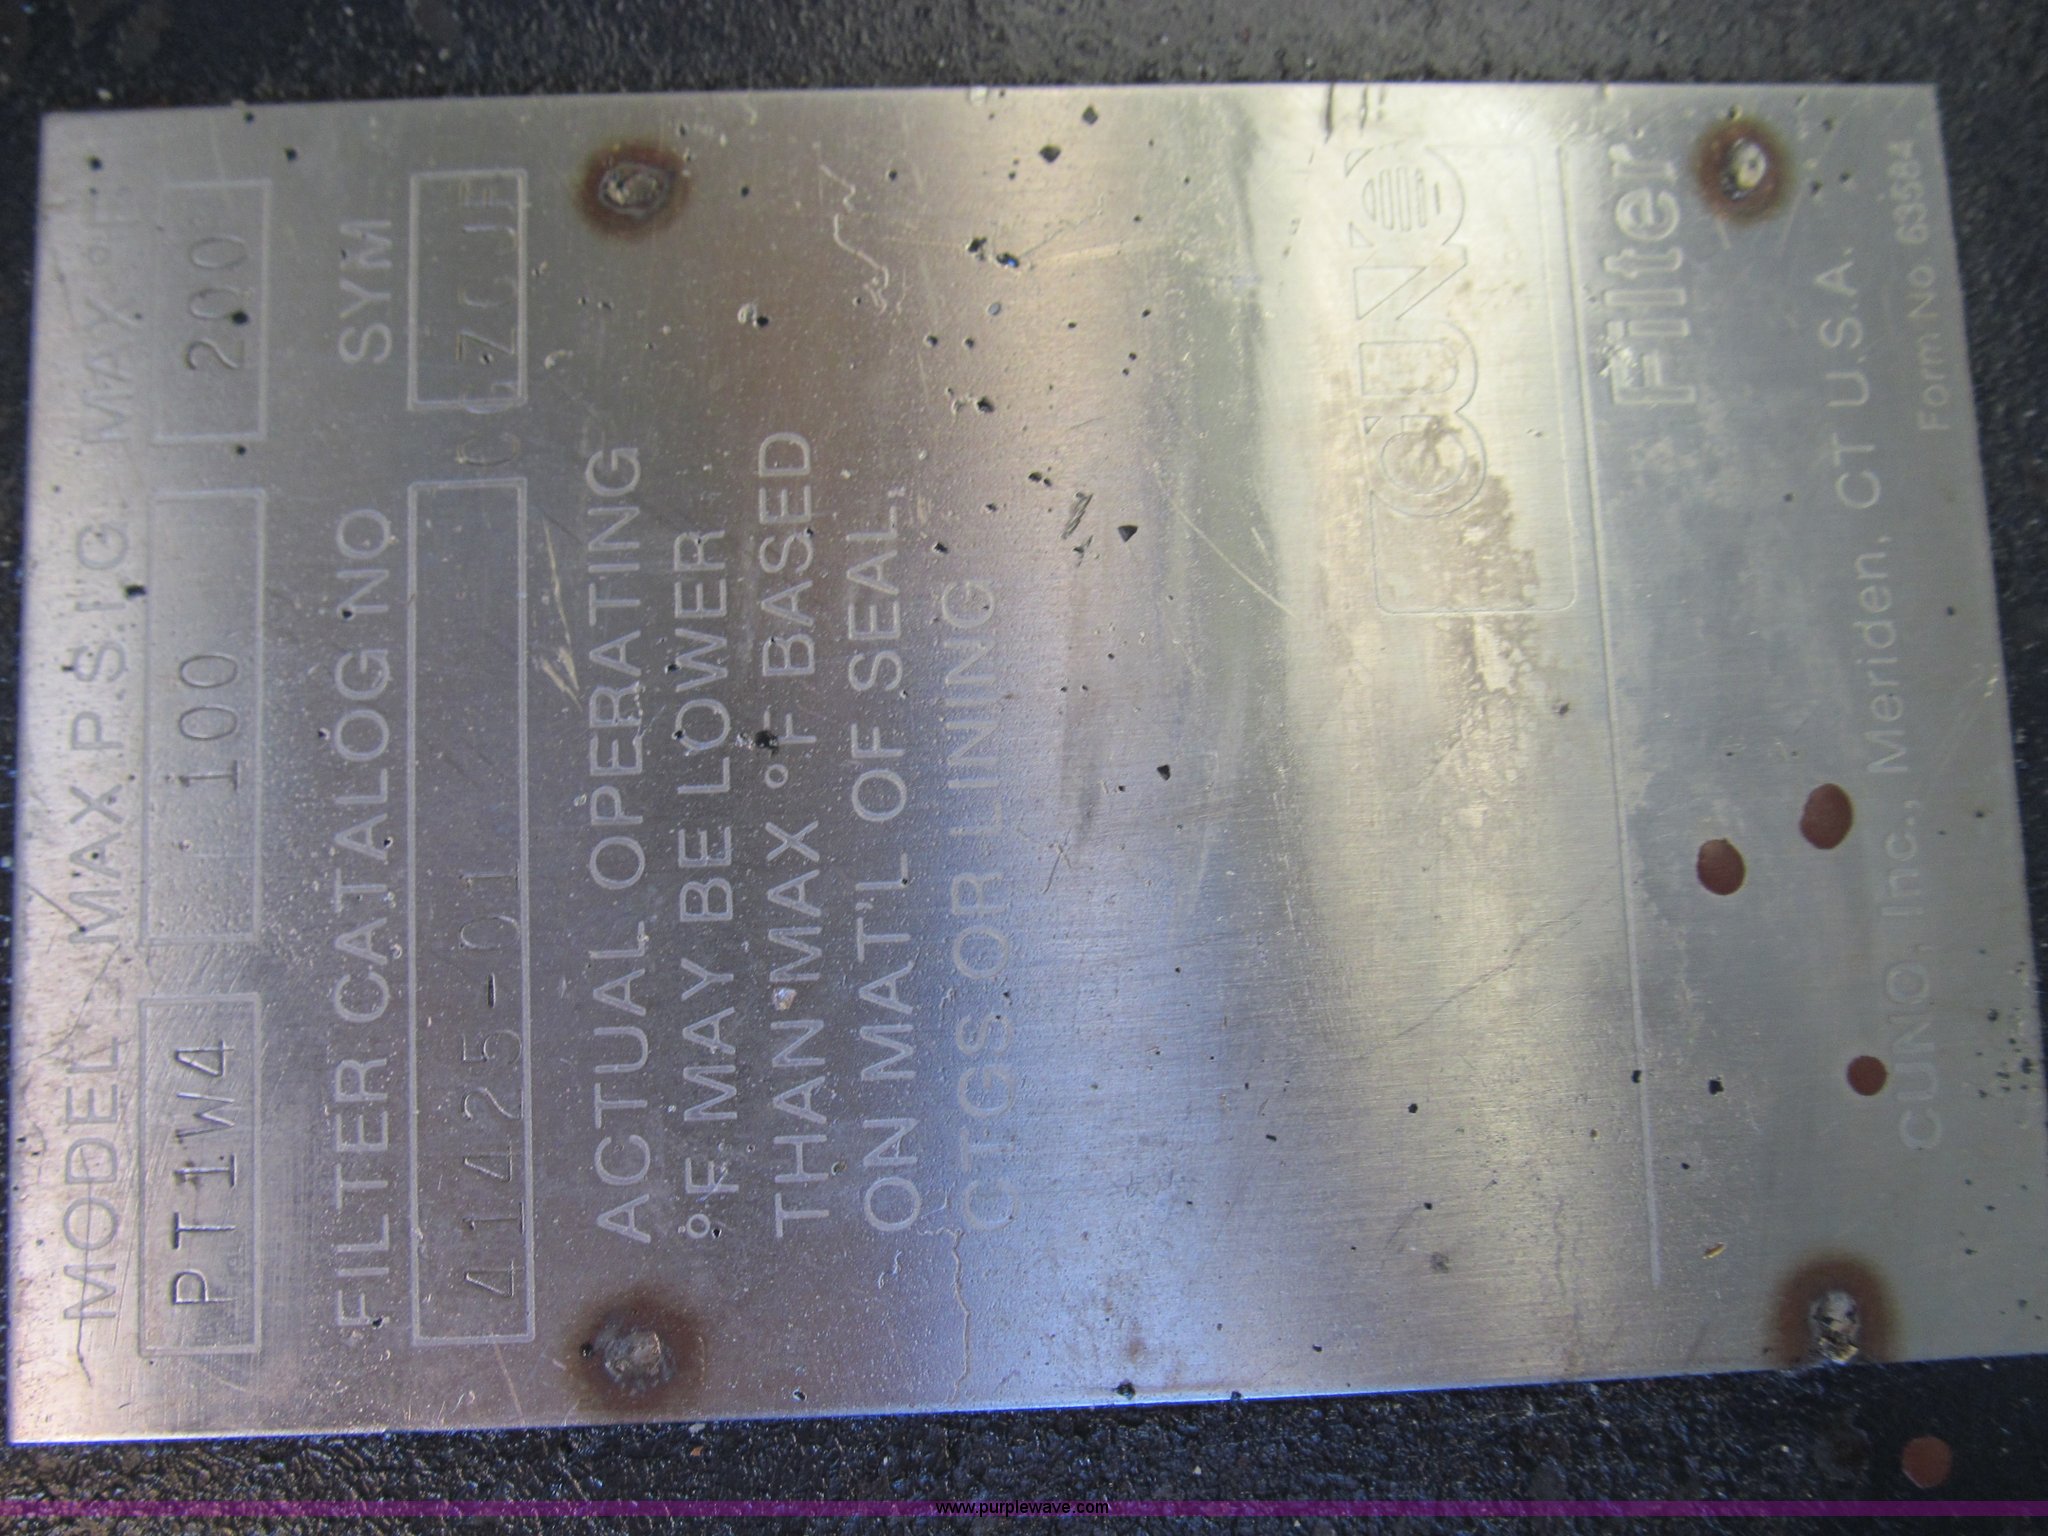 MODEL MAX P.S.I.G MAX °F
PT1W4 100 200
FILTER CATALOG NO SYM
41425-01
ACTUAL OPERATING
°F MAY BE LOWER
THAN MAX °F BASED
ON MAT'L OF SEAL,
CTGS OR LINING
CUNO
Filter
CUNO, Inc., Meriden, CT U.S.A.
Form No 63584
www.purplewave.com